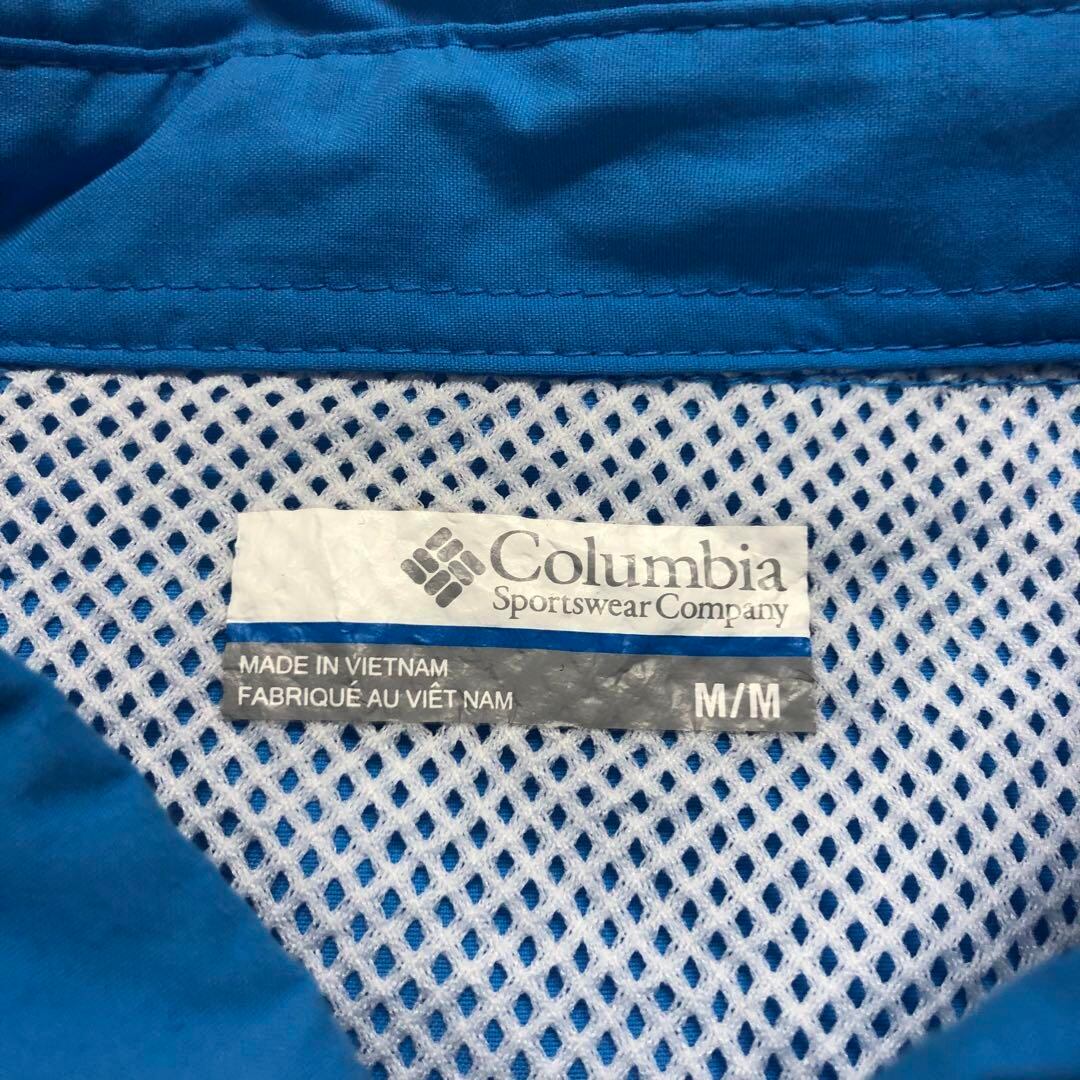 Columbia
Sportswear Company
MADE IN VIETNAM
FABRIQUÉ AU VIÊT NAM
M/M